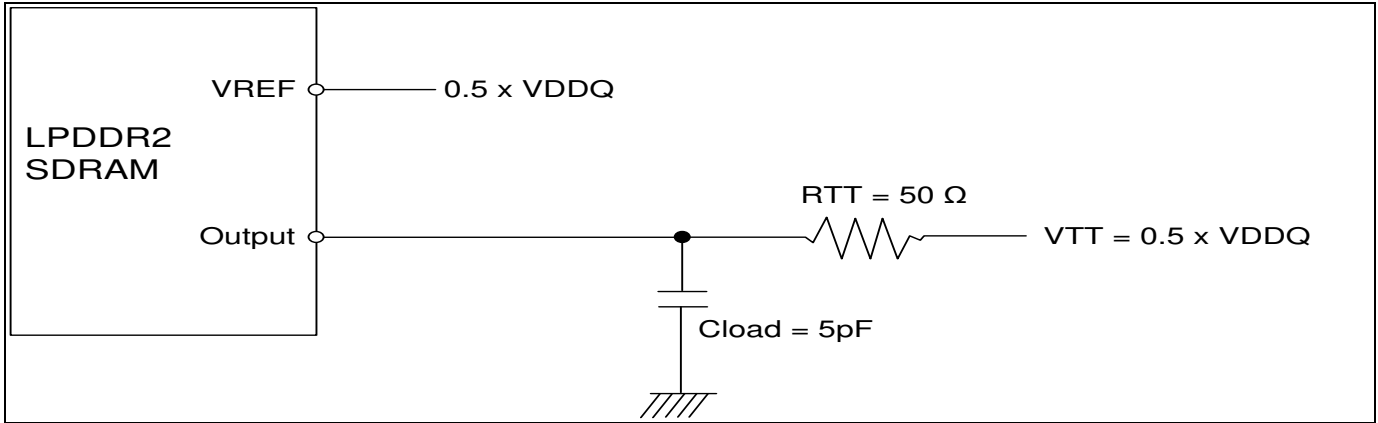 VREF
0.5 x VDDQ
LPDDR2
SDRAM
RTT = 50 Ω
Output
VTT = 0.5 x VDDQ
Cload = 5pF